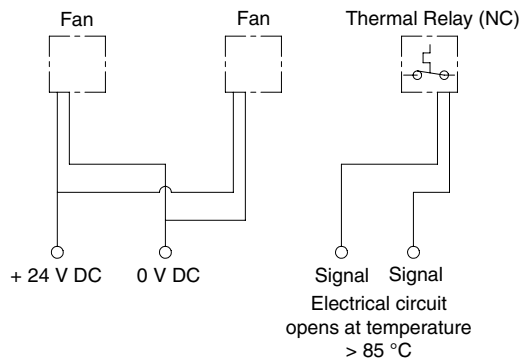 Fan
Fan
Thermal Relay (NC)
+ 24 V DC
0 V DC
Signal
Signal
Electrical circuit
opens at temperature
> 85 °C